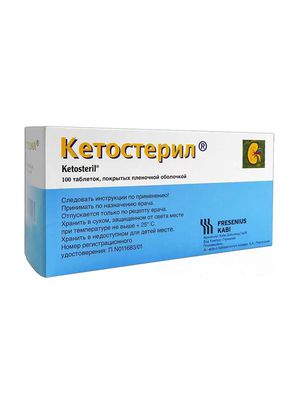 Кетостерил®
Ketosteril®
100 таблеток, покрытых пленочной оболочкой
Следовать инструкции по применению!
Принимать по назначению врача.
Отпускается только по рецепту врача.
Хранить в сухом, защищенном от света месте
при температуре не выше + 25° С.
Хранить в недоступном для детей месте.
Номер регистрационного
удостоверения: П N011683/01
FRESENIUS
KABI